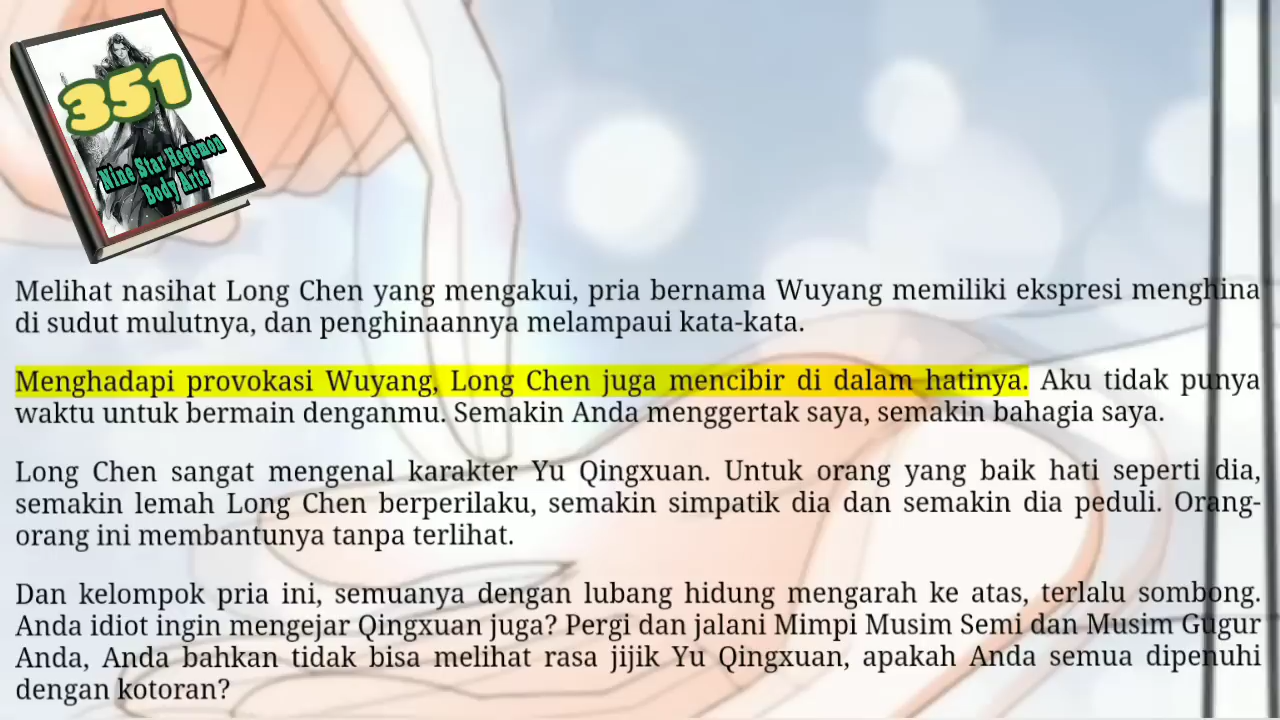 351
Nine Star Hegemon
Body Arts
Melihat nasihat Long Chen yang mengakui, pria bernama Wuyang memiliki ekspresi menghina
di sudut mulutnya, dan penghinaannya melampaui kata-kata.
Menghadapi provokasi Wuyang, Long Chen juga mencibir di dalam hatinya. Aku tidak punya
waktu untuk bermain denganmu. Semakin Anda menggertak saya, semakin bahagia saya.
Long Chen sangat mengenal karakter Yu Qingxuan. Untuk orang yang baik hati seperti dia,
semakin lemah Long Chen berperilaku, semakin simpatik dia dan semakin dia peduli. Orang-
orang ini membantunya tanpa terlihat.
Dan kelompok pria ini, semuanya dengan lubang hidung mengarah ke atas, terlalu sombong.
Anda idiot ingin mengejar Qingxuan juga? Pergi dan jalani Mimpi Musim Semi dan Musim Gugur
Anda, Anda bahkan tidak bisa melihat rasa jijik Yu Qingxuan, apakah Anda semua dipenuhi
dengan kotoran?